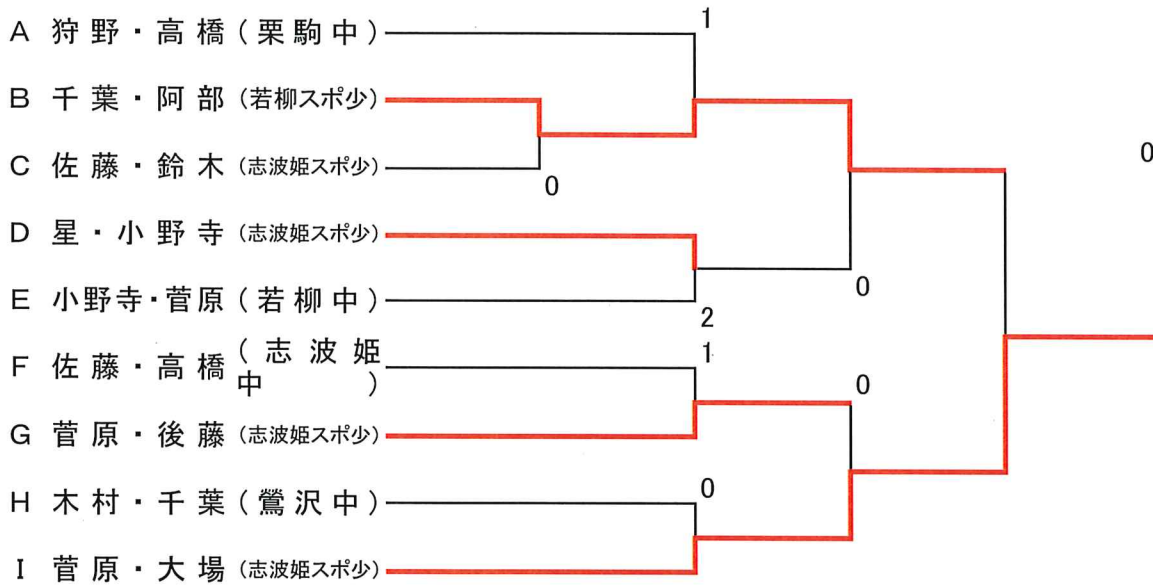 A 狩野・高橋(栗駒中)
1
B 千葉・阿部(若柳スポ少)
C 佐藤・鈴木(志波姫スポ少)
0
0
D 星・小野寺(志波姫スポ少)
E 小野寺・菅原(若柳中)
0
2
F 佐藤・高橋(志波姫
中)
1
0
G 菅原・後藤(志波姫スポ少)
H 木村・千葉(鶯沢中)
0
I 菅原・大場(志波姫スポ少)